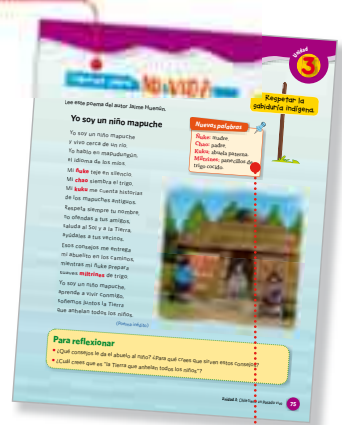 Unidad
3
Respetar la
sabiduría indígena.
Lee este poema del autor Jaime Huenún.
Yo soy un niño mapuche
Yo soy un niño mapuche
y vivo cerca de un río.
Yo hablo en mapudungún
el idioma de los míos.
Mi ñuke teje en silencio.
Mi chao siembra el trigo.
Mi kuku me cuenta historias
de los mapuches antiguos.
Respeta siempre tu nombre,
no ofendas a tus amigos,
saluda al Sol y a la Tierra,
ayúdales a tus vecinos.
Esos consejos me entrega
mi abuelito en los caminos,
mientras mi ñuke prepara
nuevos miltrines de trigo.
Yo soy un niño mapuche,
aprende a vivir conmigo.
Soñemos juntos la Tierra
que anhelan todos los niños.
Nuevas palabras
Ñuke: madre.
Chao: padre.
Kuku: abuela paterna.
Miltrines: panecillos de
trigo cocido.
Para reflexionar
¿Qué consejos le da el abuelo al niño? ¿Para qué crees que sirven estos consejos?
¿Cuál crees que es "la Tierra que anhelan todos los niños"?
75